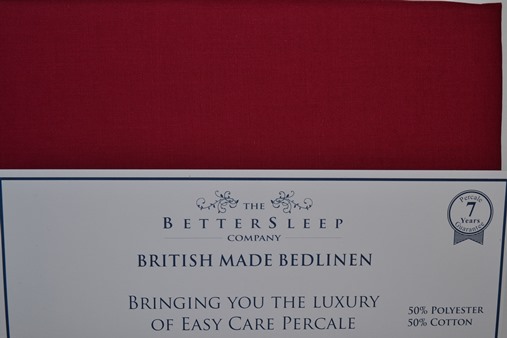 THE
BETTERSLEEP
COMPANY
BRITISH MADE BEDLINEN
BRINGING YOU THE LUXURY
OF EASY CARE PERCALE
Percale
7
Years
Guarantee
50% POLYESTER
50% COTTON